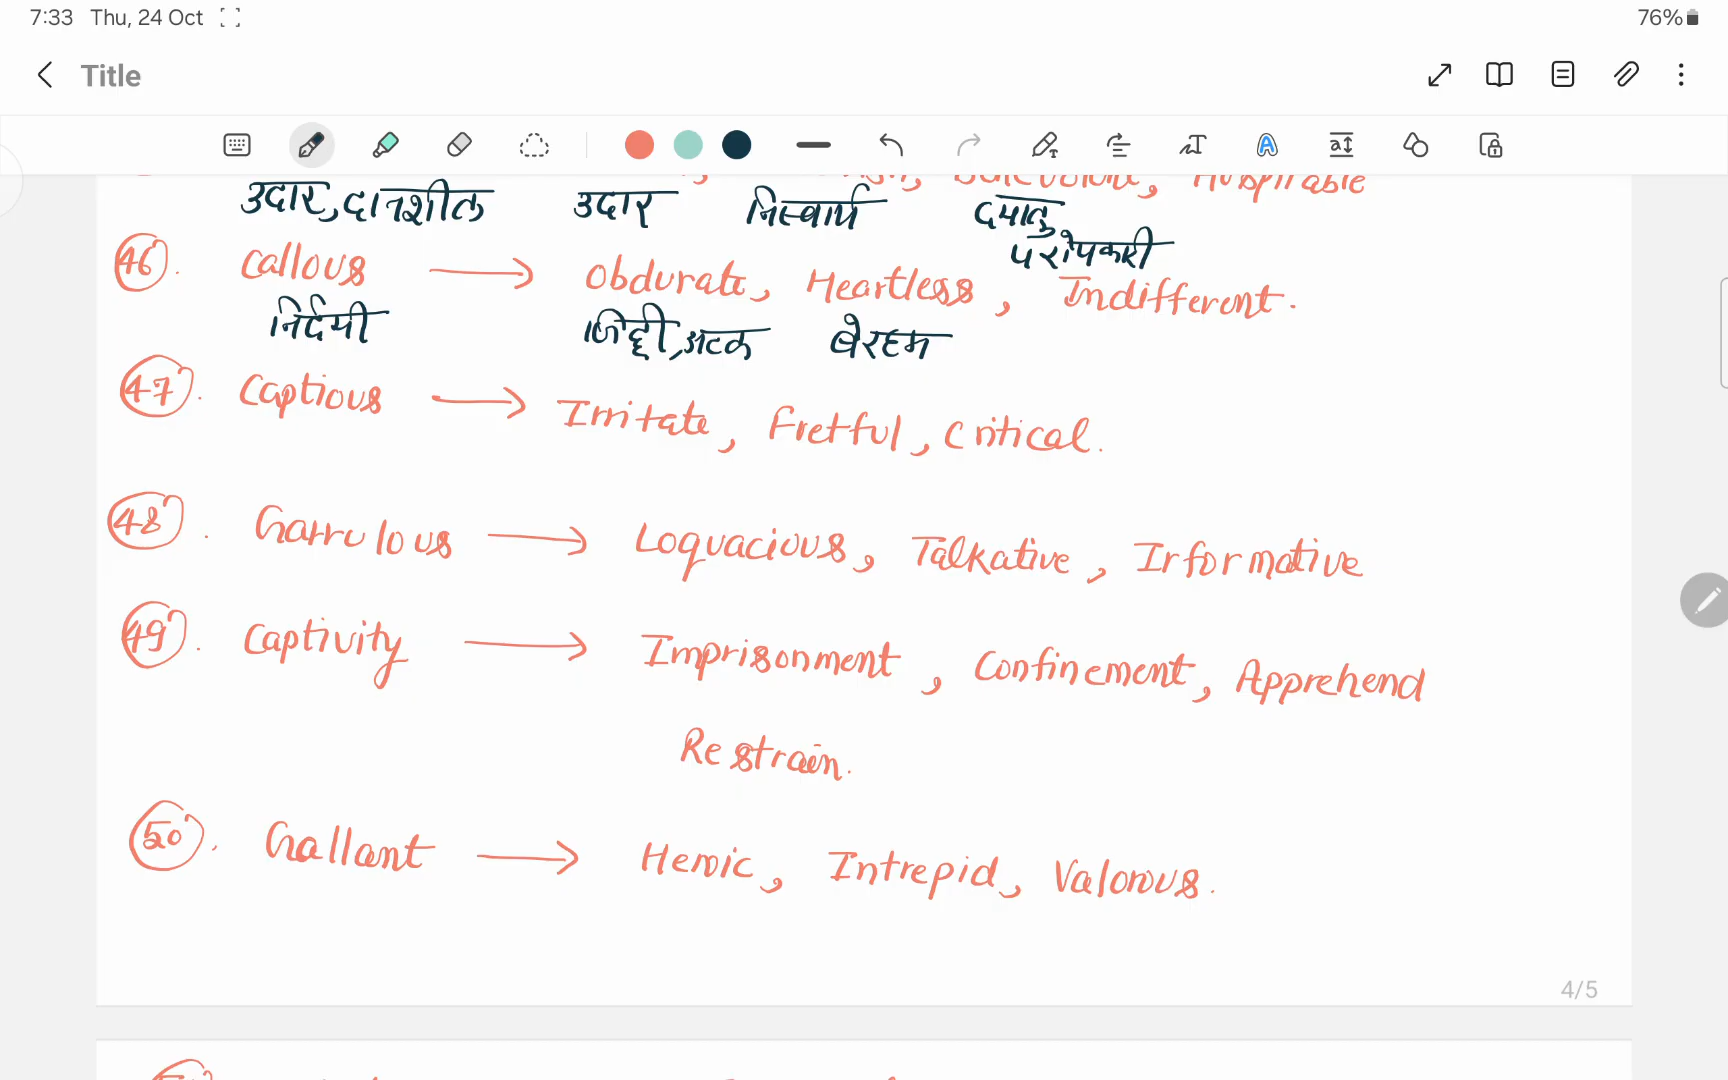 7:33 Thu, 24 Oct 76%
Title
उदार, दानशील उदार निस्वार्थ दयालु
परोपकारी
46. Callous → Obdurate, Heartless, Indifferent.
निर्दयी जिद्दी, अटल बेरहम
47. Captious → Irritate, Fretful, Critical.
48. Garrulous → Loquacious, Talkative, Informative
49. Captivity → Imprisonment, Confinement, Apprehend
Restrain.
50. Gallant → Heroic, Intrepid, Valorous.
4/5